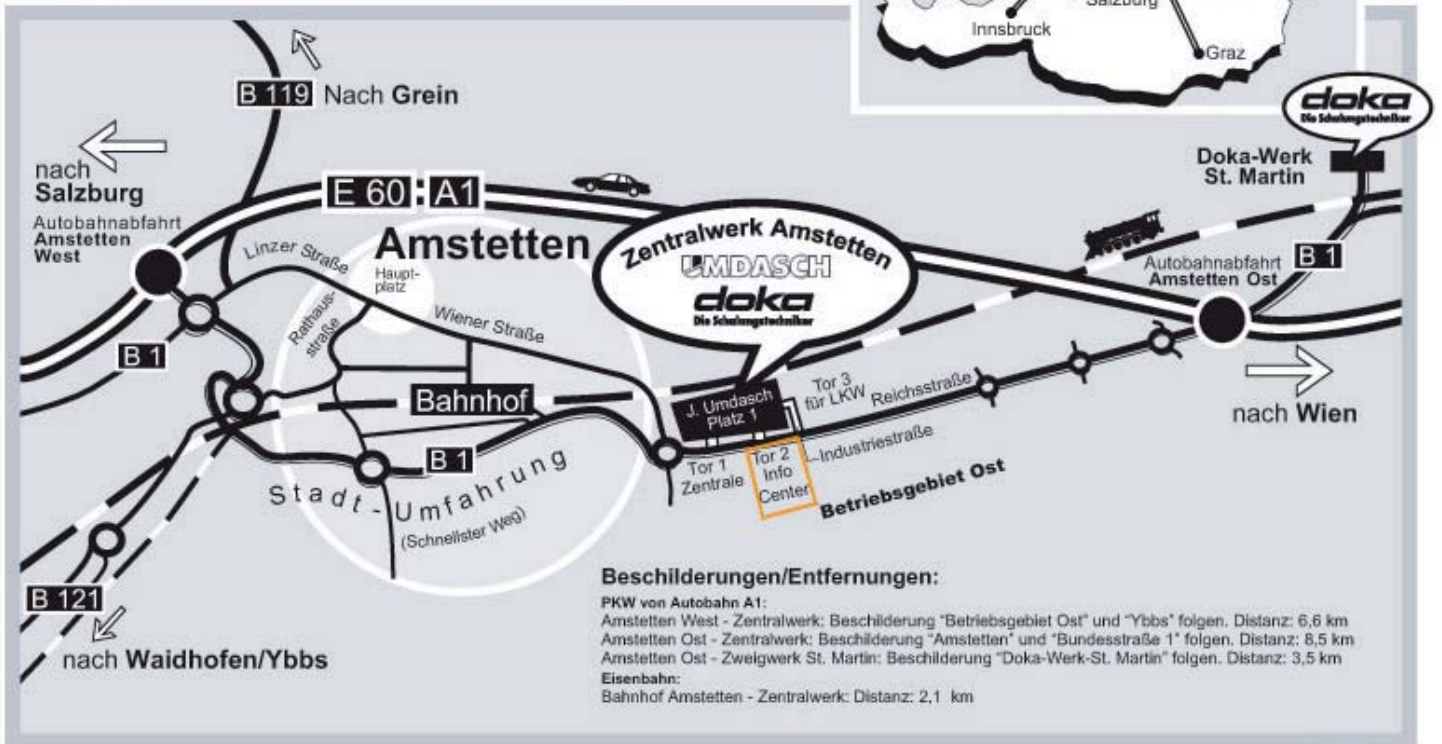 Salzburg
Innsbruck
Graz
B 119 Nach Grein
doka
Die Schalungstechniker
nach
Salzburg
Doka-Werk
St. Martin
E 60 A1
Autobahnabfahrt
Amstetten
West
Amstetten
Linzer Straße
Haupt-
platz
Rathaus-
straße
Wiener Straße
Zentralwerk Amstetten
UMDASCH
doka
Die Schalungstechniker
B 1
Autobahnabfahrt
Amstetten Ost
B 1
nach Wien
Bahnhof
J. Umdasch
Platz 1
Tor 3
für LKW
Reichsstraße
Industriestraße
Tor 1
Zentrale
Tor 2
Info
Center
Betriebsgebiet Ost
B 1
Stadt-Umfahrung
(Schnellster Weg)
B 121
nach Waidhofen/Ybbs
Beschilderungen/Entfernungen:
PKW von Autobahn A1:
Amstetten West - Zentralwerk: Beschilderung "Betriebsgebiet Ost" und "Ybbs" folgen. Distanz: 6,6 km
Amstetten Ost - Zentralwerk: Beschilderung "Amstetten" und "Bundesstraße 1" folgen. Distanz: 8,5 km
Amstetten Ost - Zweigwerk St. Martin: Beschilderung "Doka-Werk-St. Martin" folgen. Distanz: 3,5 km
Eisenbahn:
Bahnhof Amstetten - Zentralwerk: Distanz: 2,1 km